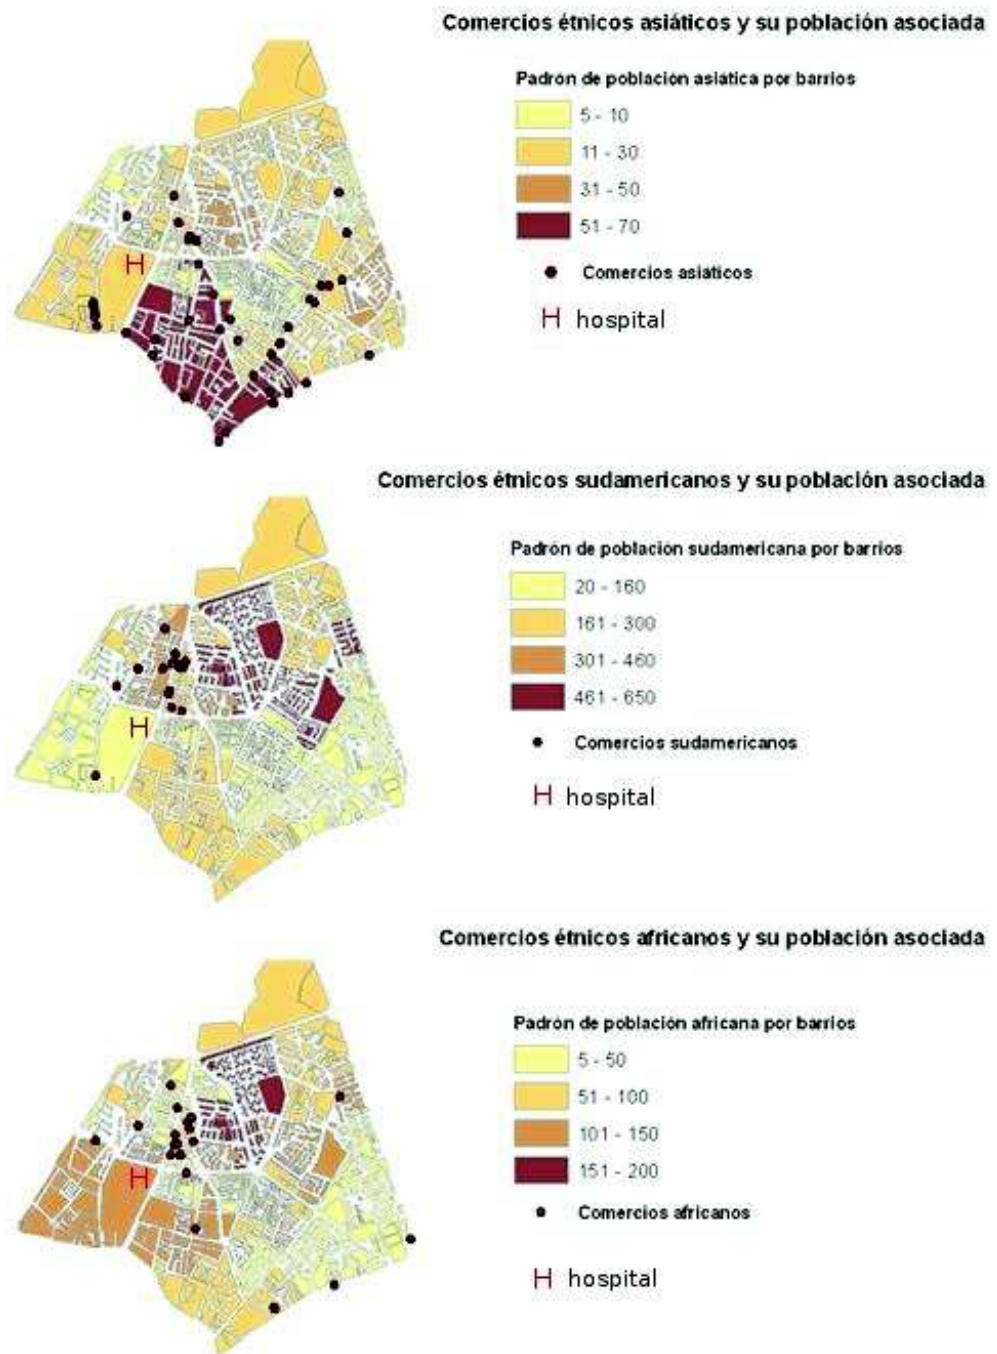 Comercios étnicos asiáticos y su población asociada
Padrón de población asiática por barrios
5 - 10
11 - 30
31 - 50
51 - 70
Comercios asiáticos
H hospital
H
Comercios étnicos sudamericanos y su población asociada
Padrón de población sudamericana por barrios
20 - 160
161 - 300
301 - 460
461 - 650
Comercios sudamericanos
H hospital
H
Comercios étnicos africanos y su población asociada
Padrón de población africana por barrios
5 - 50
51 - 100
101 - 150
151 - 200
Comercios africanos
H hospital
H